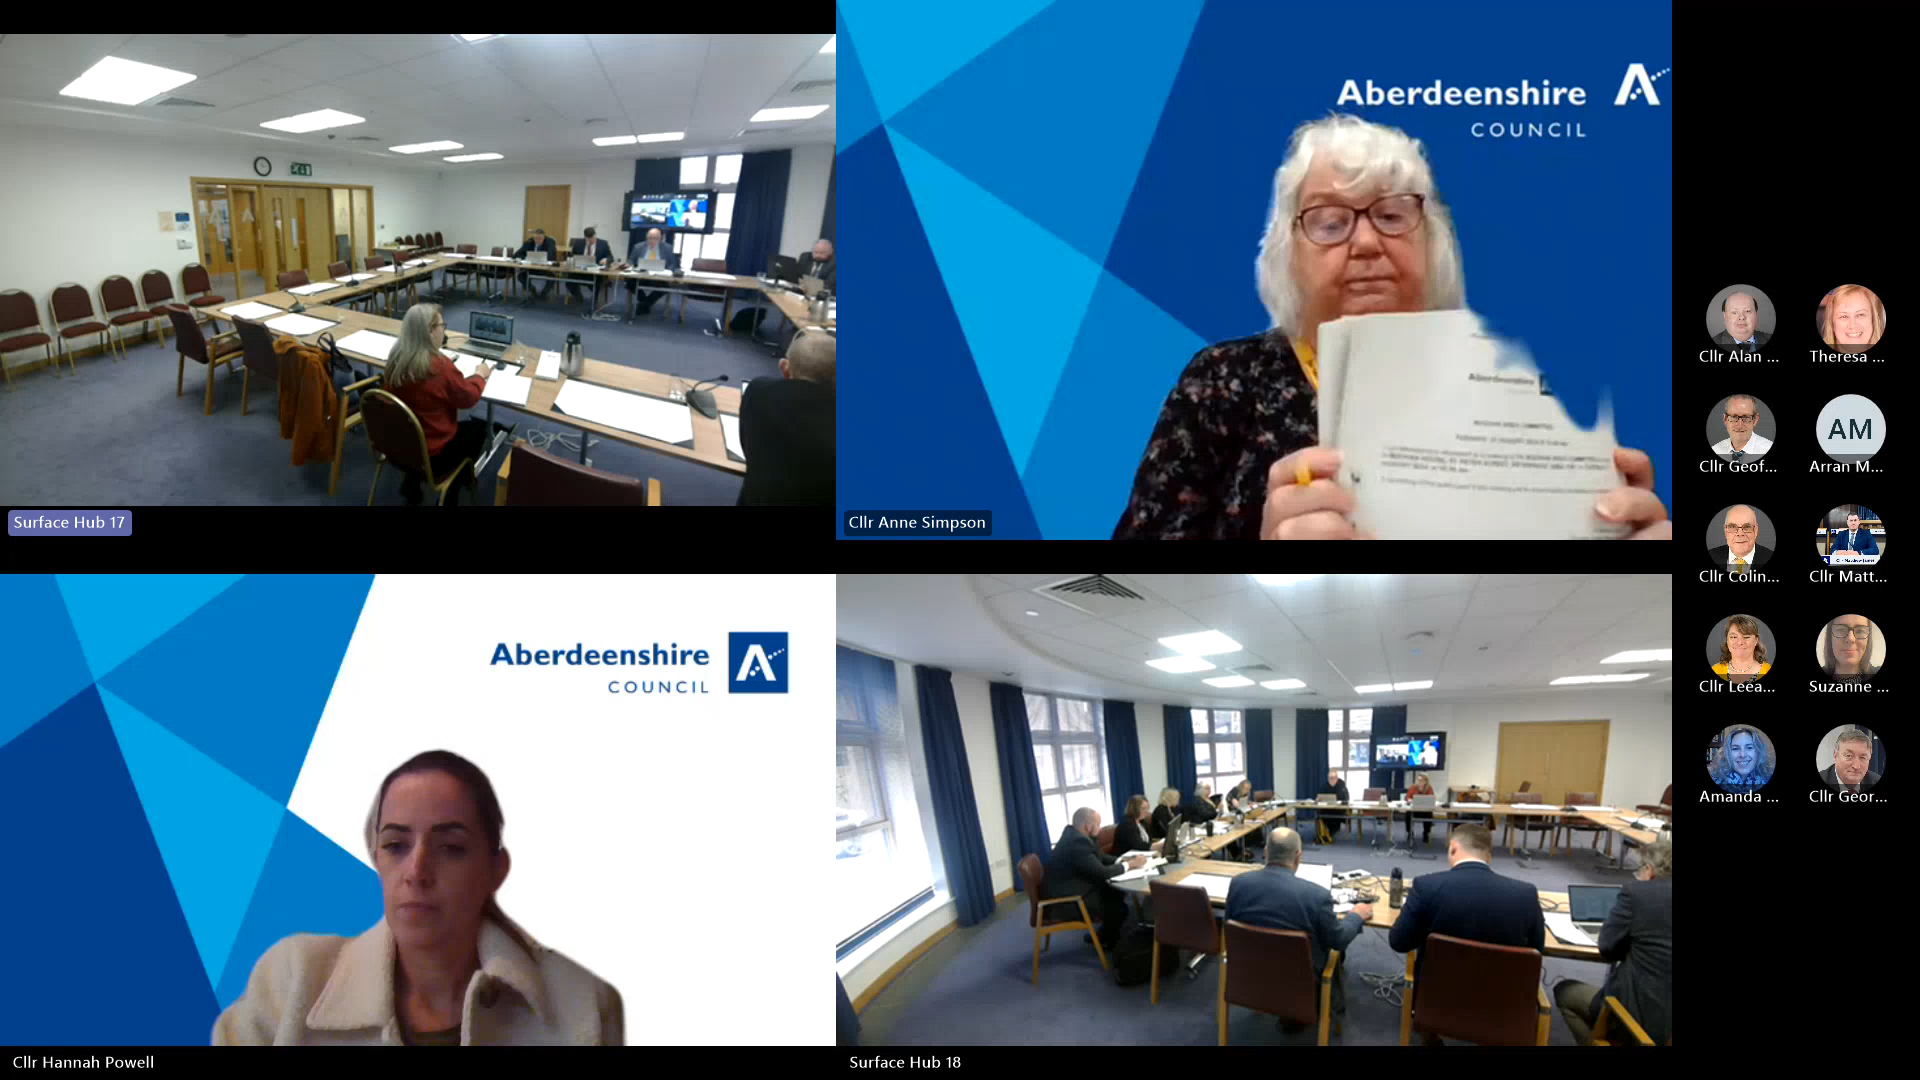 Aberdeenshire
COUNCIL
Aberdeenshire
Surface Hub 17
Cllr Anne Simpson
Aberdeenshire
COUNCIL
Cllr Hannah Powell
Surface Hub 18
Cllr Alan ...
Theresa ...
Cllr Geof...
AM
Arran M...
Cllr Colin...
Cllr Matt...
Cllr Leea...
Suzanne ...
Amanda ...
Cllr Geor...